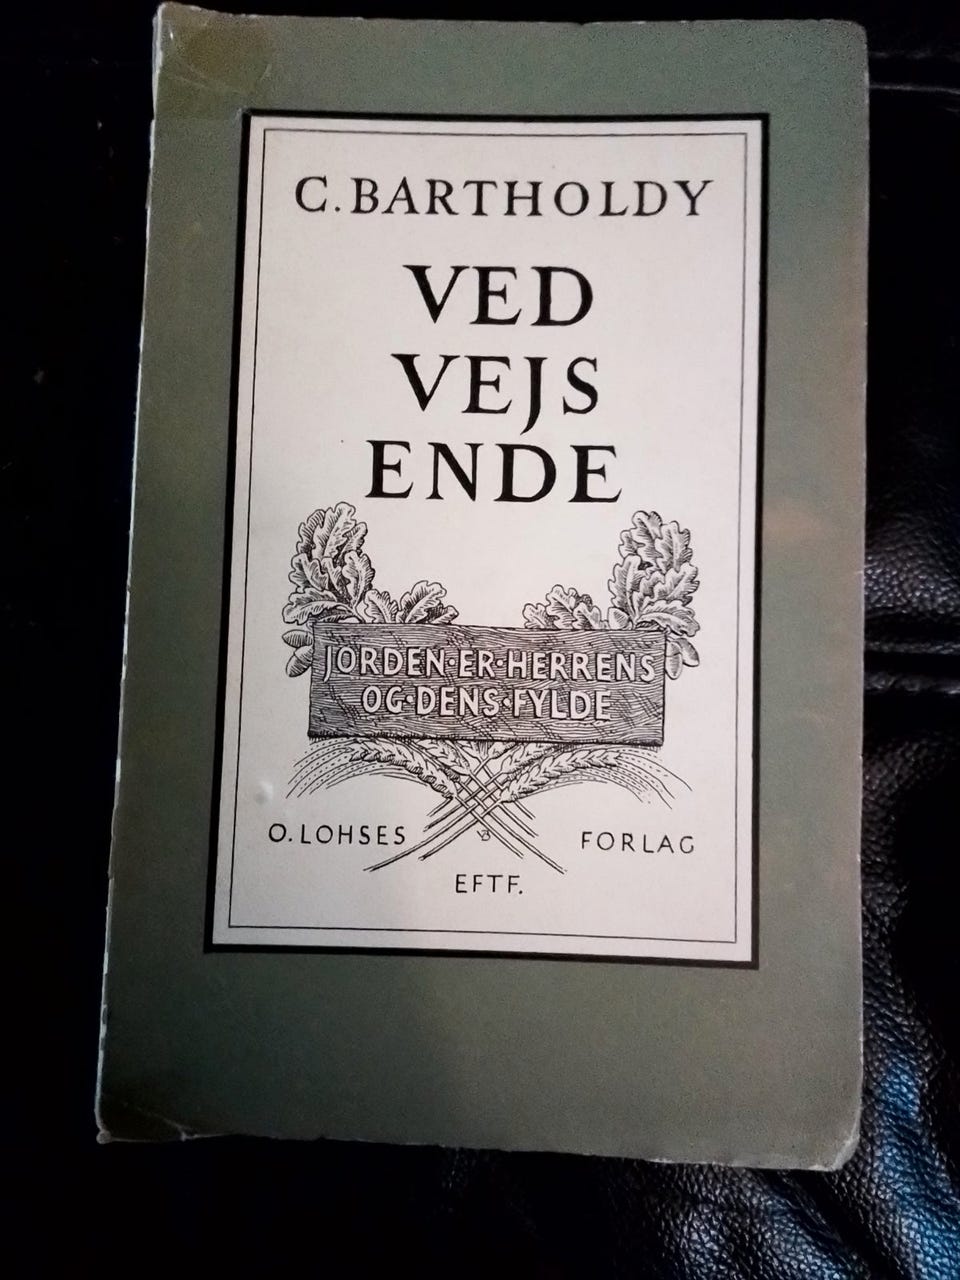 C. BARTHOLDY
VED
VEJS
ENDE
JORDEN·ER·HERRENS
OG·DENS·FYLDE
O. LOHSES FORLAG
EFTF.